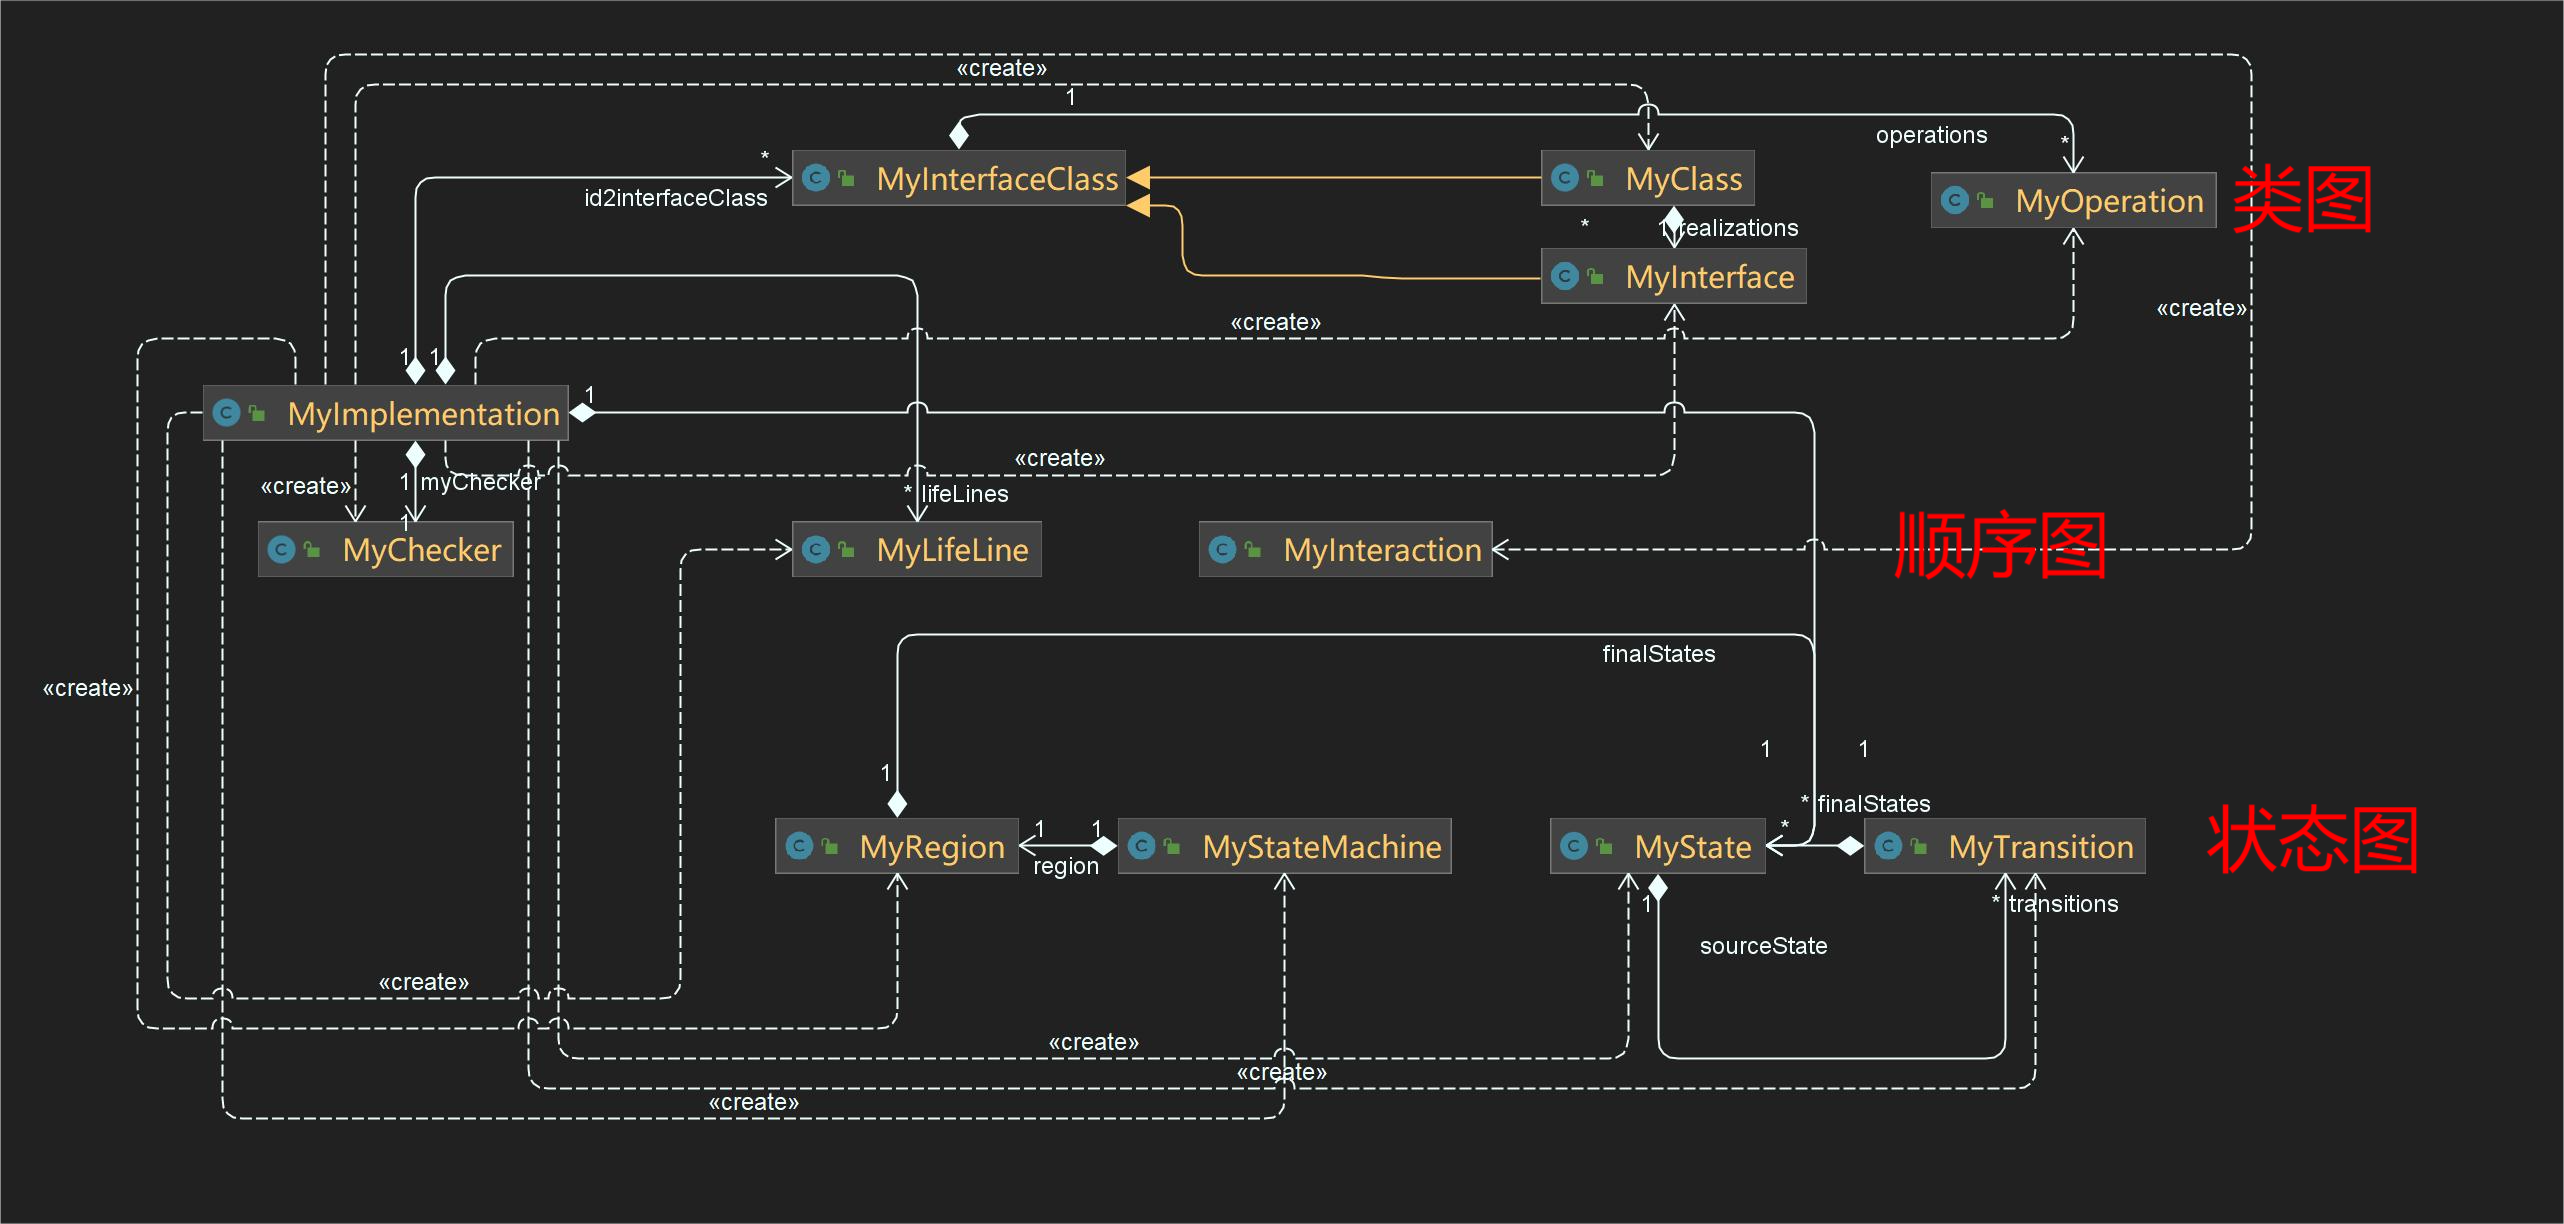 «create»
1
operations
*
*
MyInterfaceClass
MyClass
MyOperation
类图
id2interfaceClass
*
1
realizations
MyInterface
«create»
«create»
1
1
1
MyImplementation
«create»
«create»
1
myChecker
*
lifeLines
1
MyChecker
MyLifeLine
MyInteraction
顺序图
finalStates
«create»
1
1
1
*
finalStates
1
1
*
MyRegion
MyStateMachine
MyState
MyTransition
状态图
region
1
*
transitions
sourceState
«create»
«create»
«create»
«create»